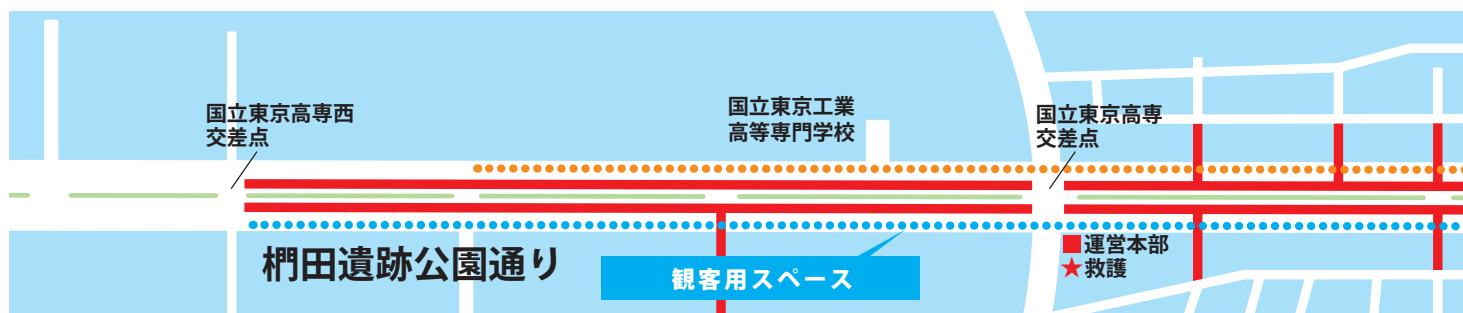 国立東京高専西
交差点
国立東京工業
高等専門学校
国立東京高専
交差点
椚田遺跡公園通り
観客用スペース
運営本部
救護